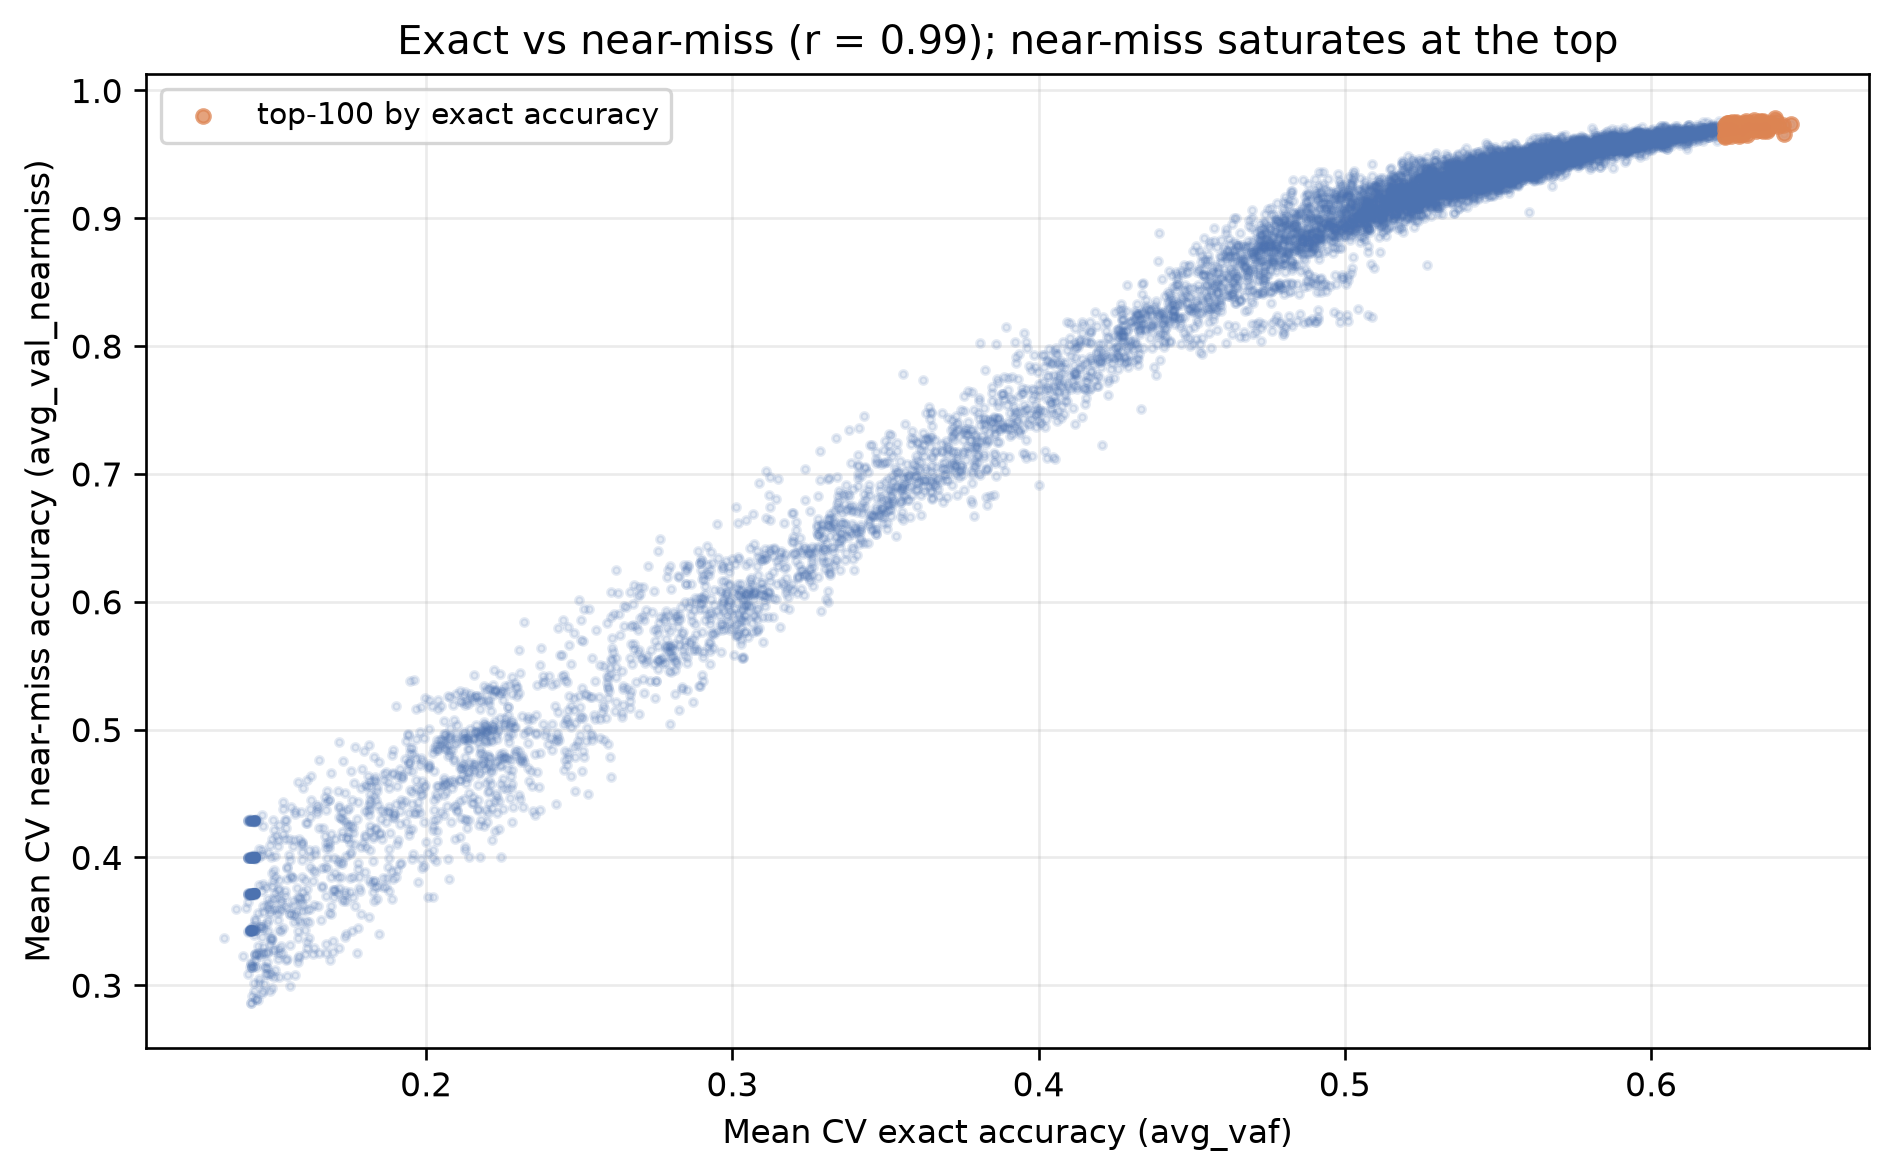 Exact vs near-miss (r = 0.99); near-miss saturates at the top
top-100 by exact accuracy
Mean CV near-miss accuracy (avg_val_nearmiss)
1.0
0.9
0.8
0.7
0.6
0.5
0.4
0.3
0.2 0.3 0.4 0.5 0.6
Mean CV exact accuracy (avg_vaf)